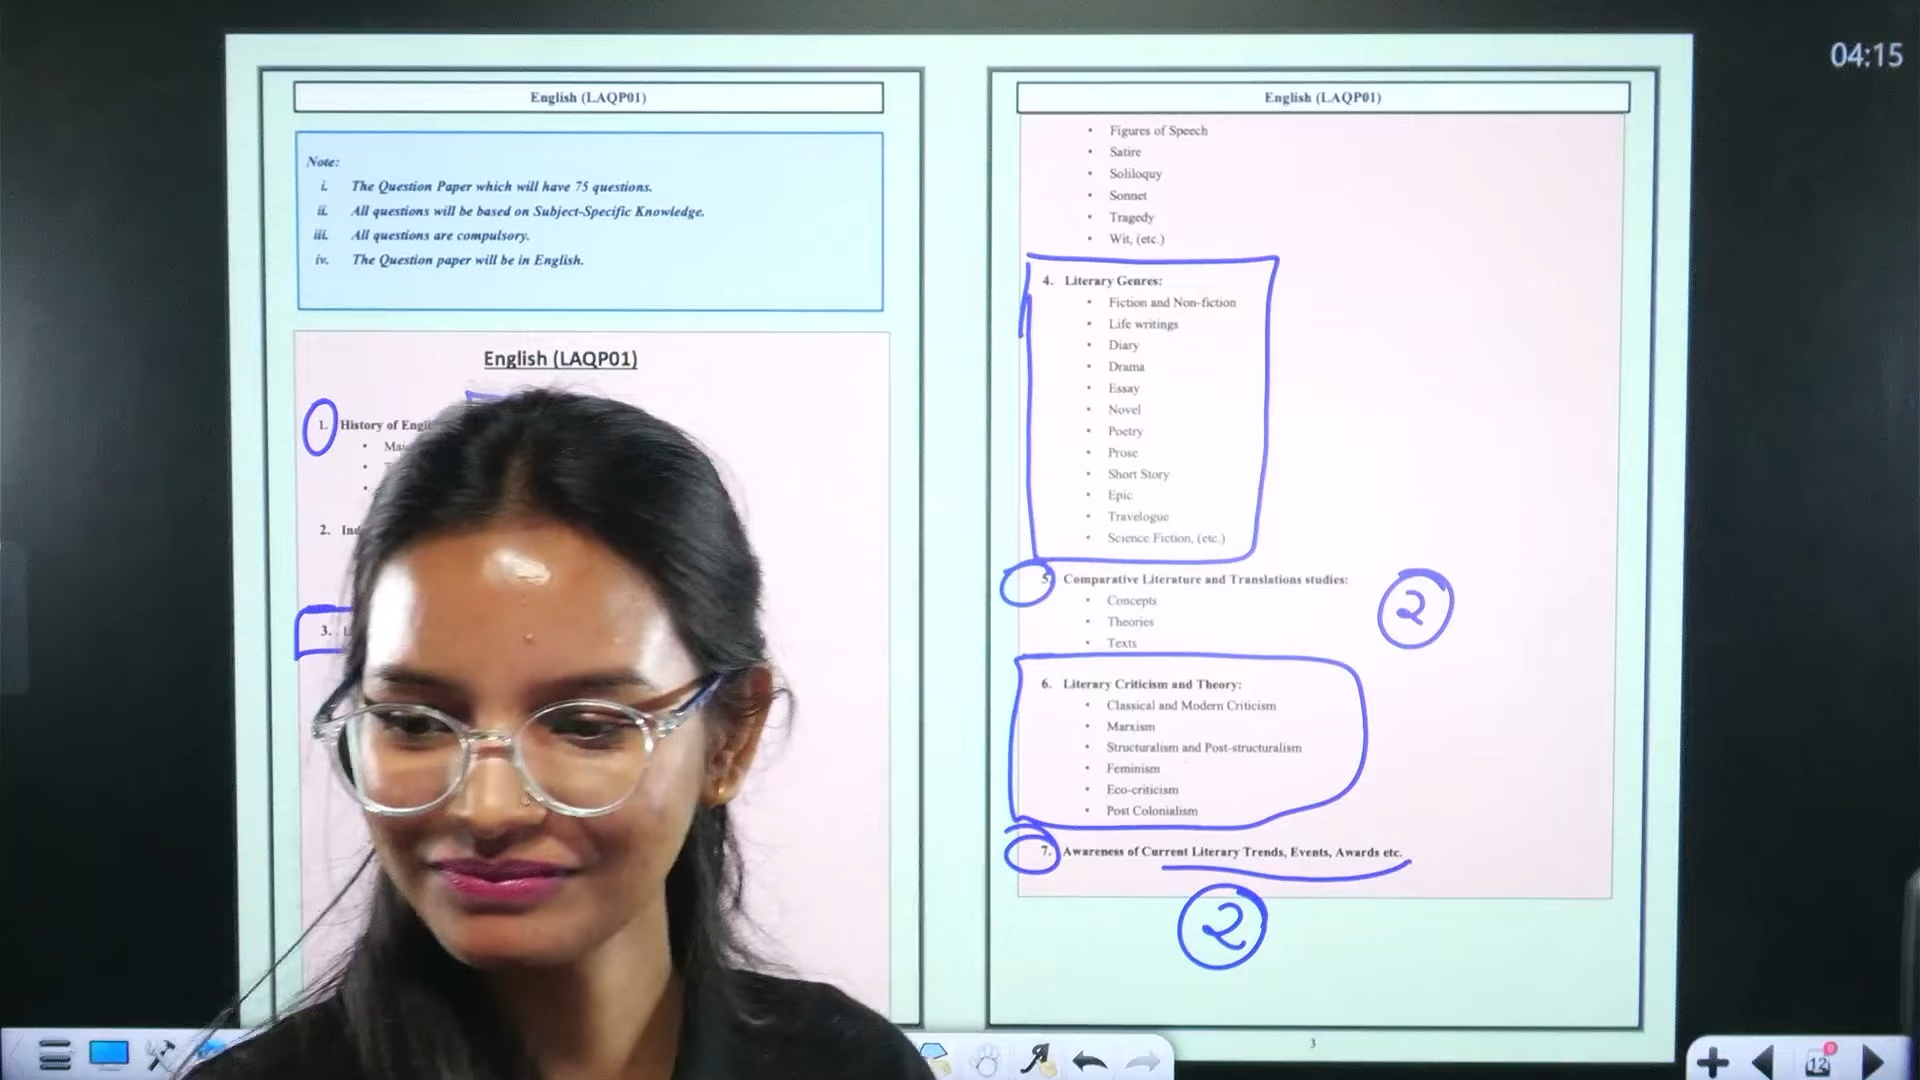 04:15
English (LAQP01)
Note:
i. The Question Paper which will have 75 questions.
ii. All questions will be based on Subject-Specific Knowledge.
iii. All questions are compulsory.
iv. The Question paper will be in English.
English (LAQP01)
1. History of
2.
3.
English (LAQP01)
• Figures of Speech
• Satire
• Soliloquy
• Sonnet
• Tragedy
• Wit, (etc.)
4. Literary Genres:
• Fiction and Non-fiction
• Life writings
• Diary
• Drama
• Essay
• Novel
• Poetry
• Prose
• Short Story
• Epic
• Travelogue
• Science Fiction, (etc.)
5. Comparative Literature and Translations studies:
• Concepts
• Theories
• Texts
2
6. Literary Criticism and Theory:
• Classical and Modern Criticism
• Marxism
• Structuralism and Post-structuralism
• Feminism
• Eco-criticism
• Post Colonialism
7. Awareness of Current Literary Trends, Events, Awards etc.
2
3
12